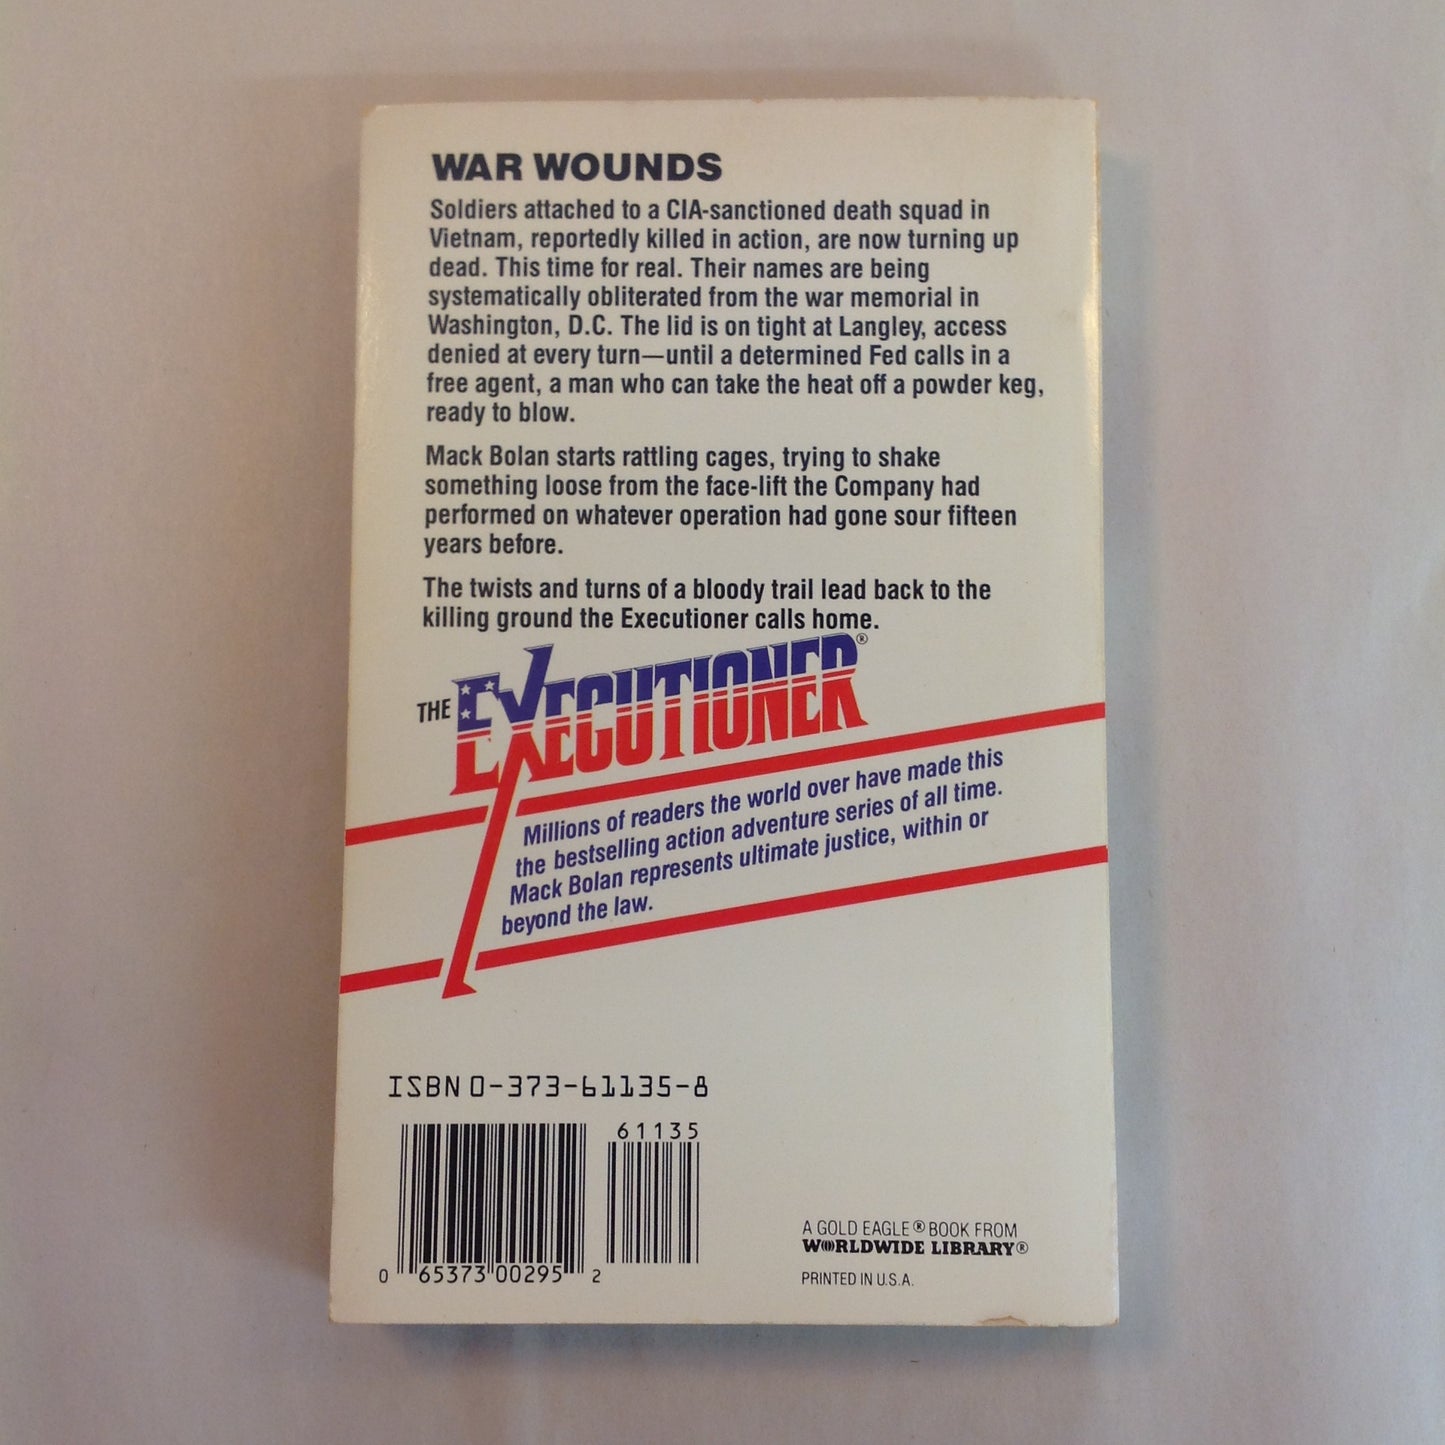 WAR WOUNDS
Soldiers attached to a CIA-sanctioned death squad in
Vietnam, reportedly killed in action, are now turning up
dead. This time for real. Their names are being
systematically obliterated from the war memorial in
Washington, D.C. The lid is on tight at Langley, access
denied at every turn—until a determined Fed calls in a
free agent, a man who can take the heat off a powder keg,
ready to blow.
Mack Bolan starts rattling cages, trying to shake
something loose from the face-lift the Company had
performed on whatever operation had gone sour fifteen
years before.
The twists and turns of a bloody trail lead back to the
killing ground the Executioner calls home.
THE EXECUTIONER®
Millions of readers the world over have made this
the bestselling action adventure series of all time.
Mack Bolan represents ultimate justice, within or
beyond the law.
ISBN 0-373-61135-8
61135
0 65373 00295 2
A GOLD EAGLE® BOOK FROM
WORLDWIDE LIBRARY®
PRINTED IN U.S.A.